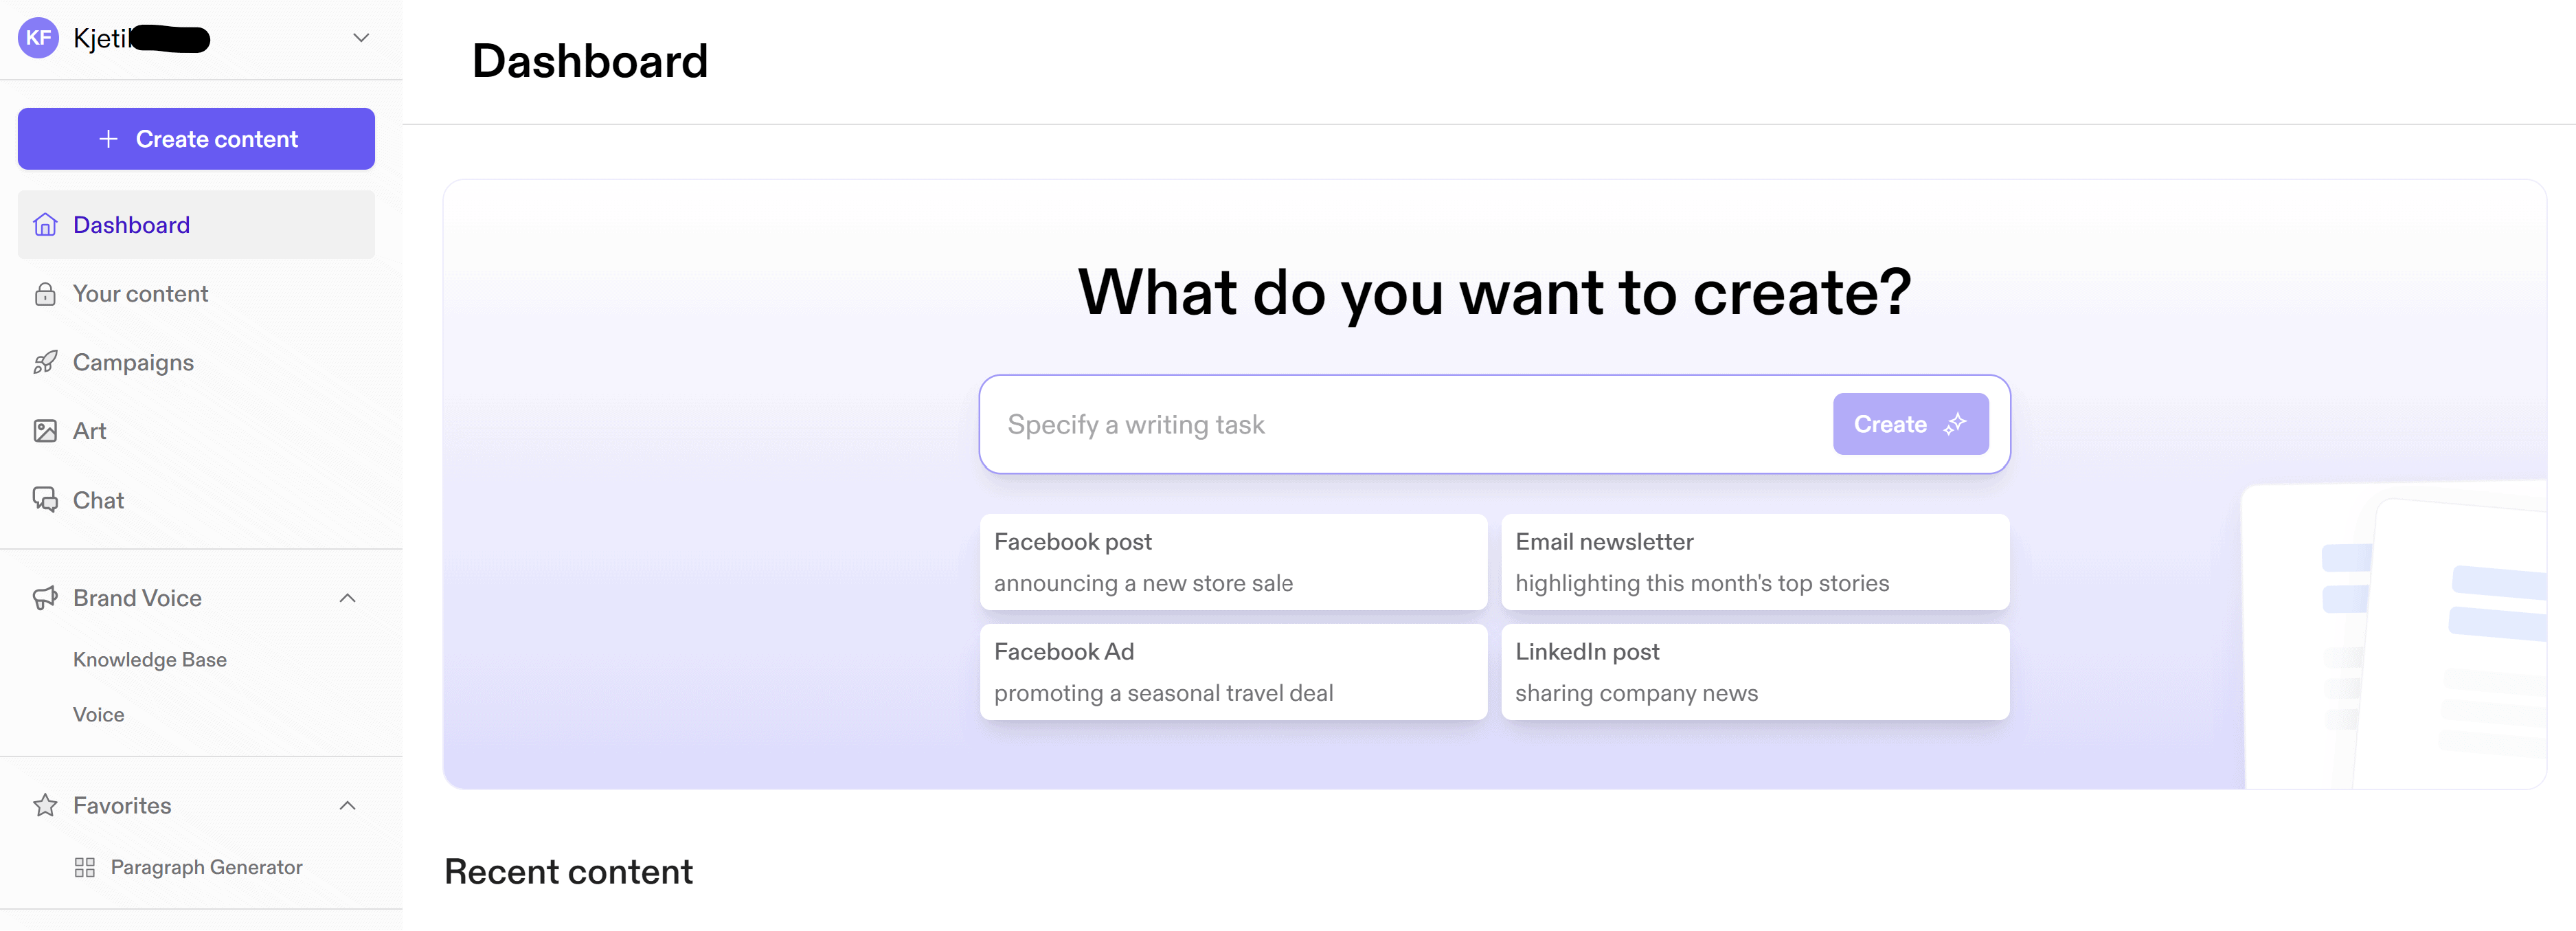 KF
Kjetil
Create content
Dashboard
Your content
Campaigns
Art
Chat
Brand Voice
Knowledge Base
Voice
Favorites
Paragraph Generator
Dashboard
What do you want to create?
Specify a writing task
Create
Facebook post
announcing a new store sale
Email newsletter
highlighting this month's top stories
Facebook Ad
promoting a seasonal travel deal
LinkedIn post
sharing company news
Recent content